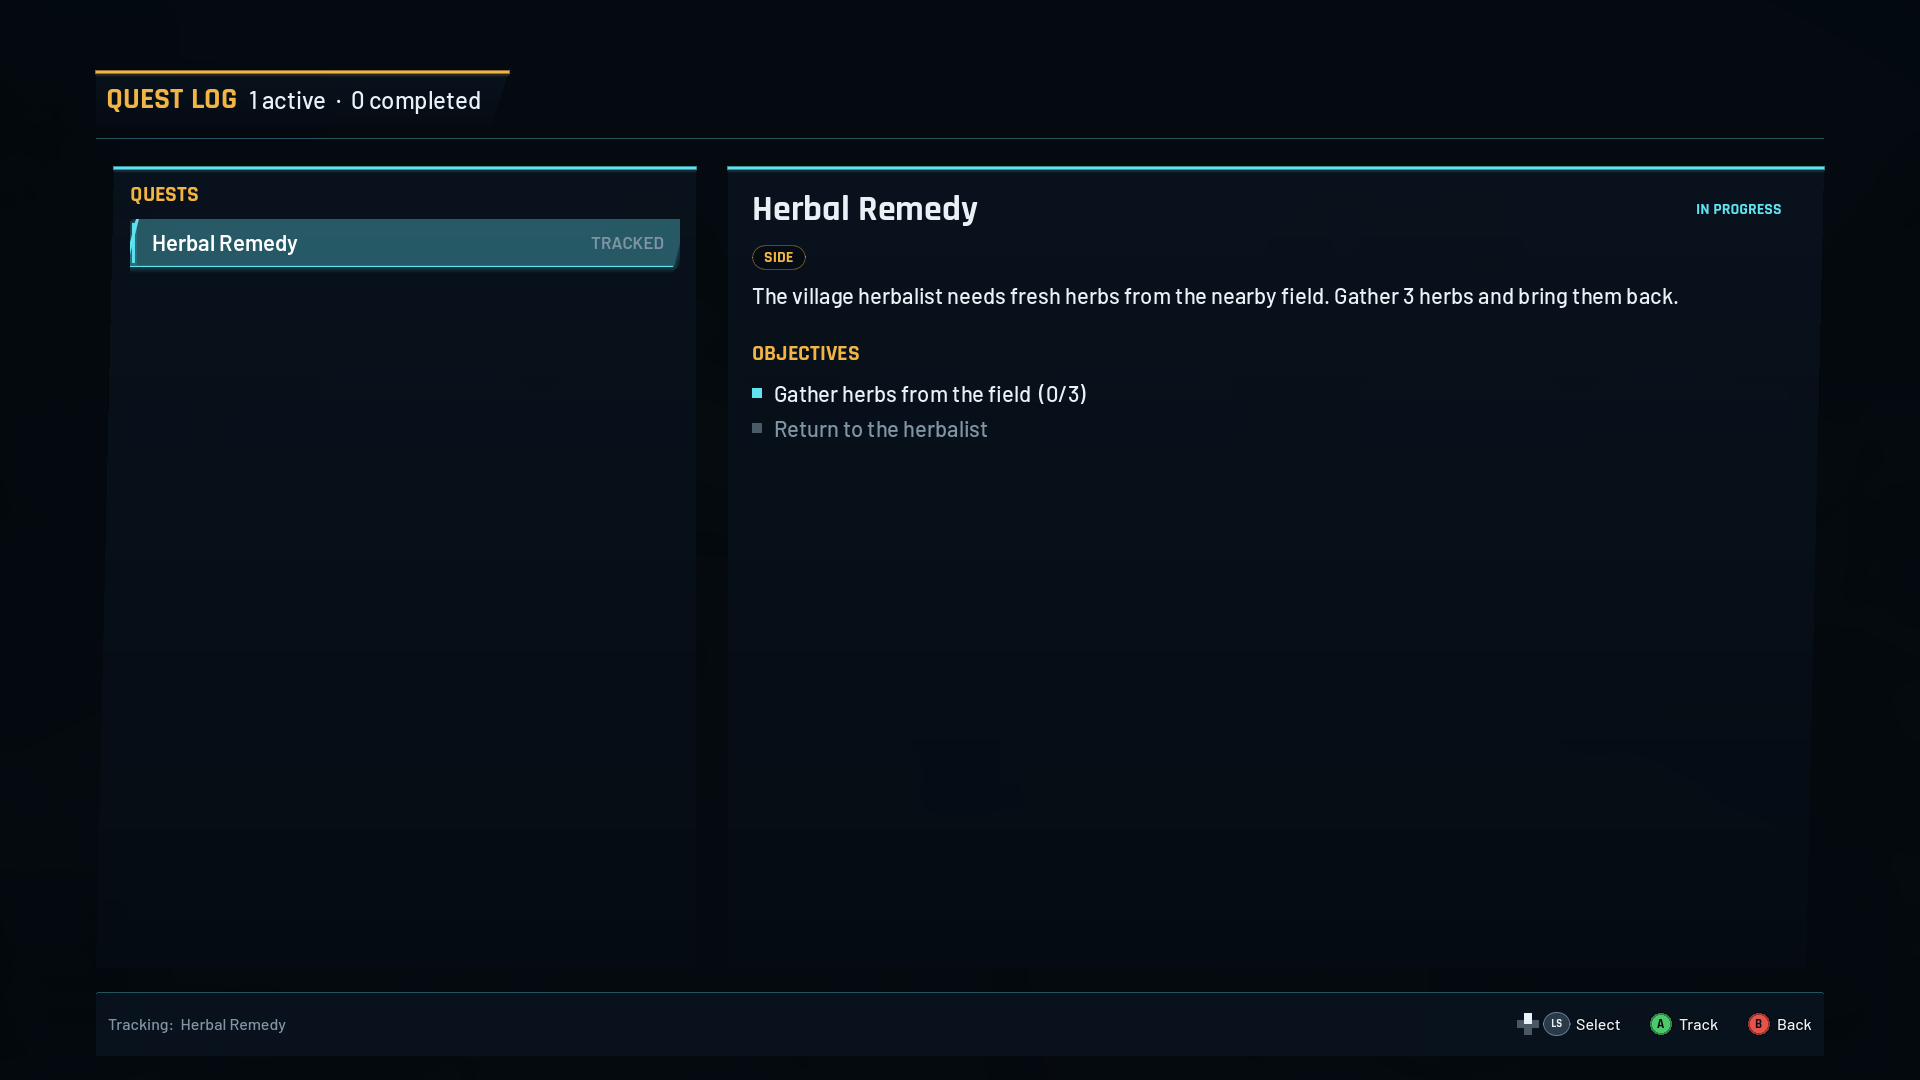 QUEST LOG 1 active · 0 completed
QUESTS
Herbal Remedy TRACKED
Herbal Remedy IN PROGRESS
SIDE
The village herbalist needs fresh herbs from the nearby field. Gather 3 herbs and bring them back.
OBJECTIVES
Gather herbs from the field (0/3)
Return to the herbalist
Tracking: Herbal Remedy
LS Select A Track B Back